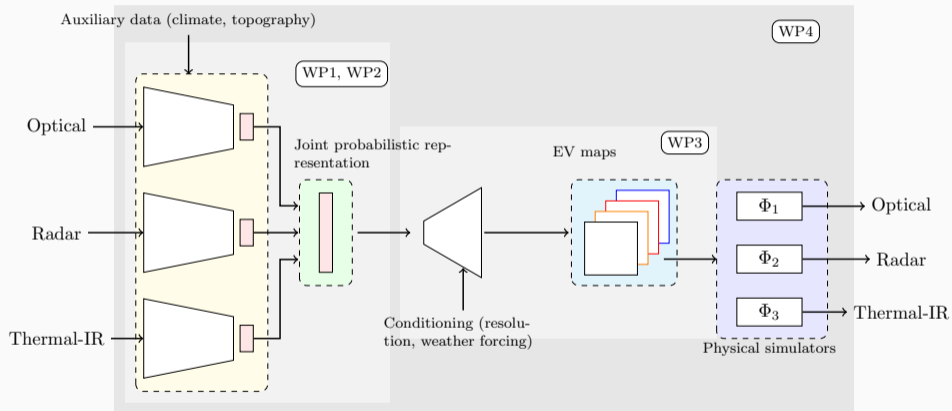 Auxiliary data (climate, topography)
WP4
WP1, WP2
Optical
Joint probabilistic rep-
resentation
EV maps
WP3
Radar
Φ1
Optical
Φ2
Radar
Φ3
Thermal-IR
Thermal-IR
Conditioning (resolu-
tion, weather forcing)
Physical simulators